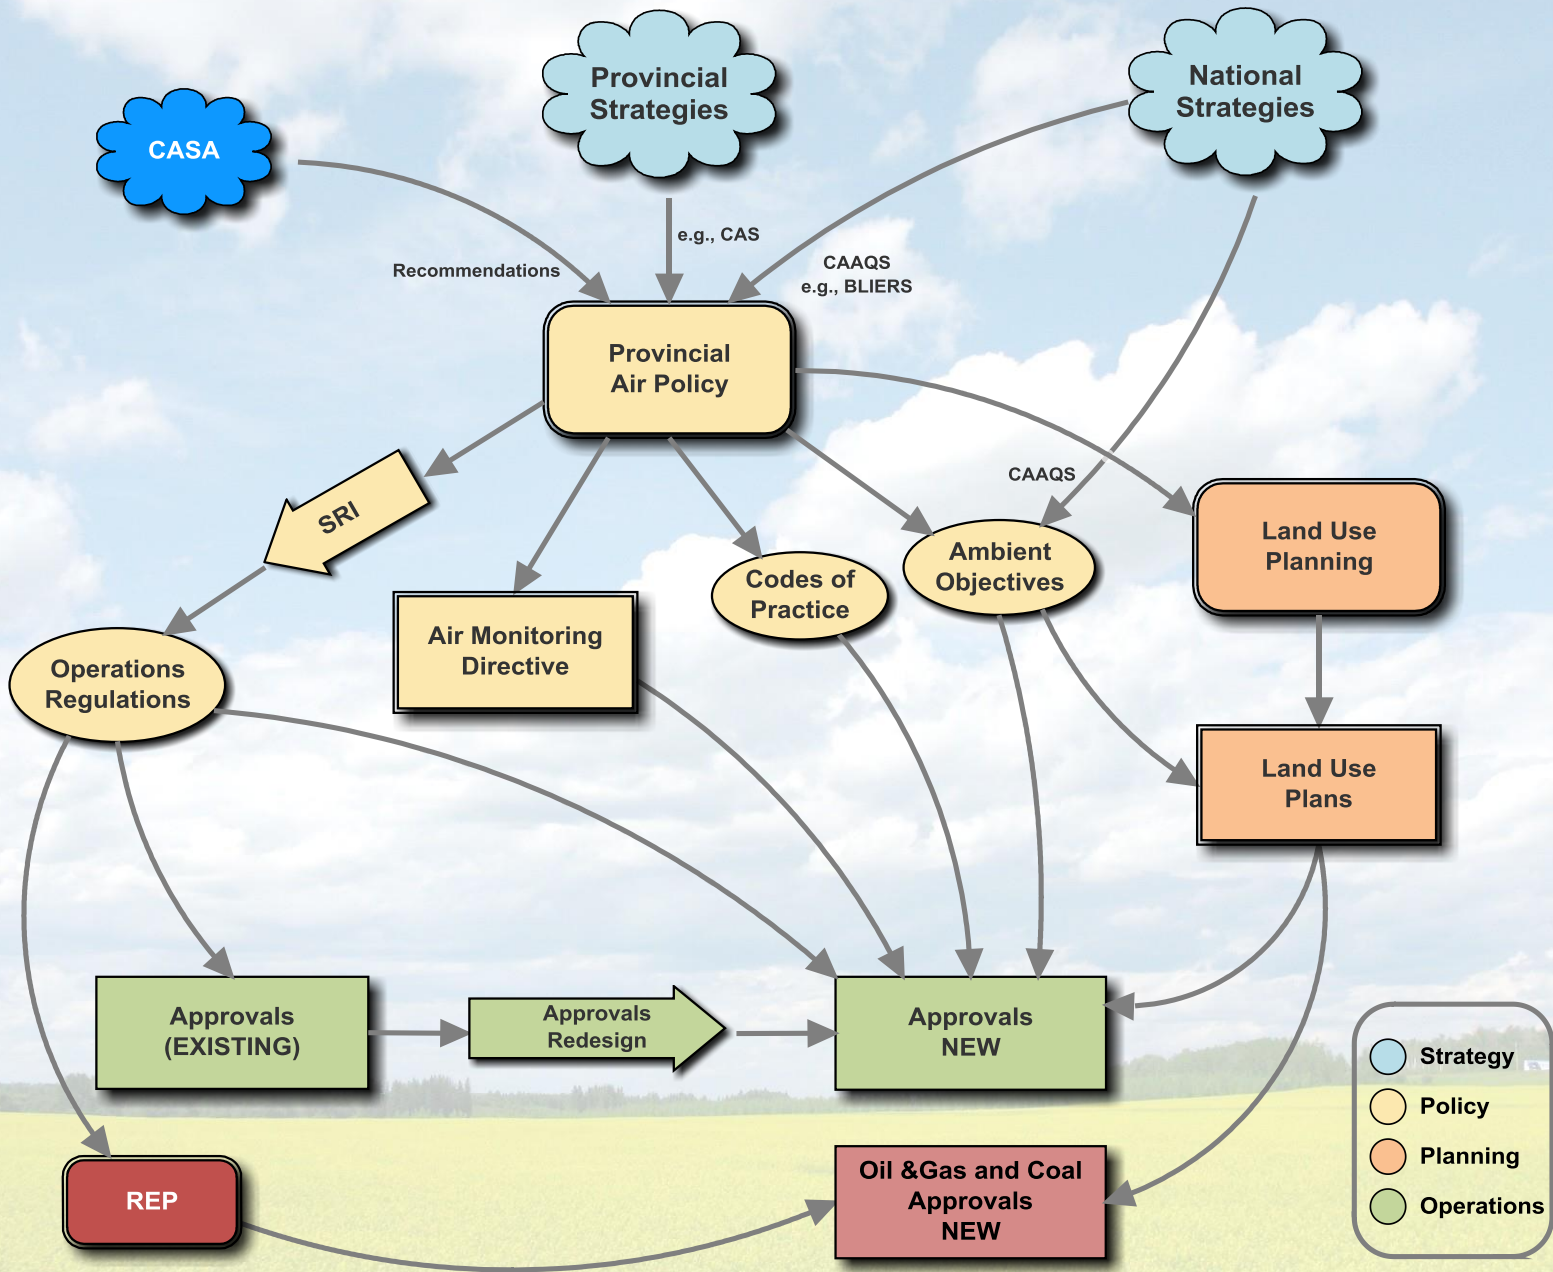 Provincial
Strategies
National
Strategies
CASA
e.g., CAS
Recommendations
CAAQS
e.g., BLIERS
Provincial
Air Policy
CAAQS
SRI
Land Use
Planning
Ambient
Objectives
Codes of
Practice
Air Monitoring
Directive
Operations
Regulations
Land Use
Plans
Approvals
(EXISTING)
Approvals
Redesign
Approvals
NEW
Strategy
Policy
Planning
Operations
REP
Oil &Gas and Coal
Approvals
NEW